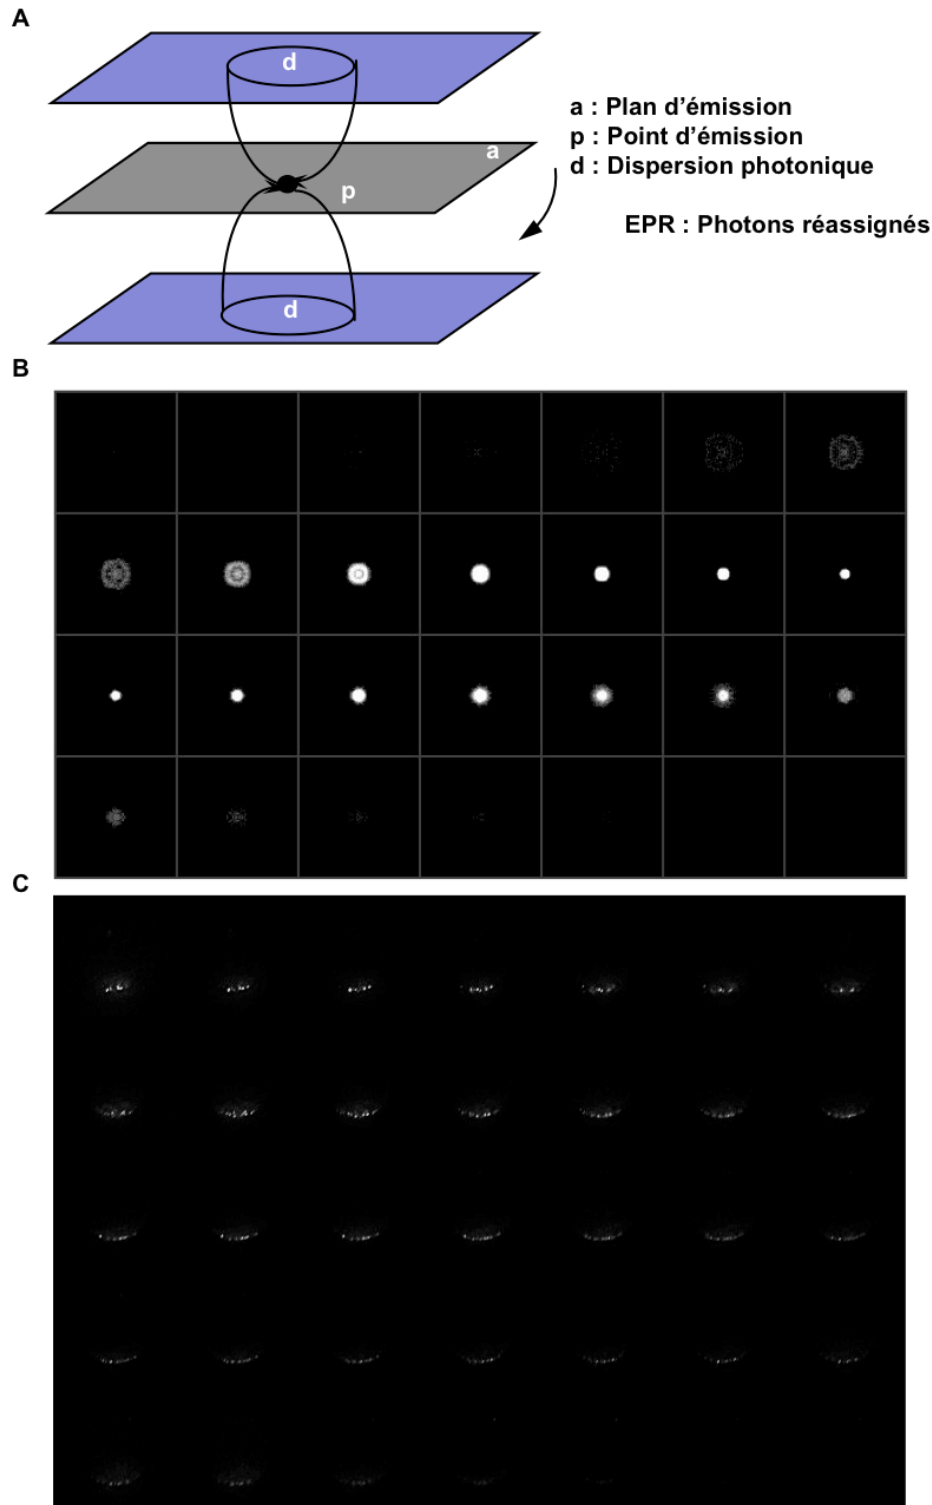 A
d
a : Plan d'émission
p : Point d'émission
a
d : Dispersion photonique
p
EPR : Photons réassignés
d
B
C